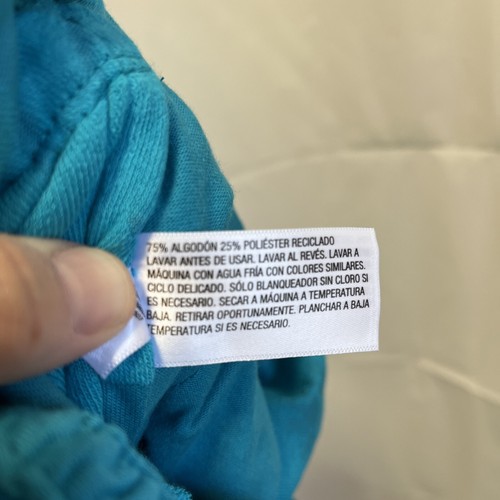 75% ALGODÓN 25% POLIÉSTER RECICLADO
LAVAR ANTES DE USAR. LAVAR AL REVÉS. LAVAR A
MÁQUINA CON AGUA FRÍA CON COLORES SIMILARES.
CICLO DELICADO. SÓLO BLANQUEADOR SIN CLORO SI
ES NECESARIO. SECAR A MÁQUINA A TEMPERATURA
BAJA. RETIRAR OPORTUNAMENTE. PLANCHAR A BAJA
TEMPERATURA SI ES NECESARIO.